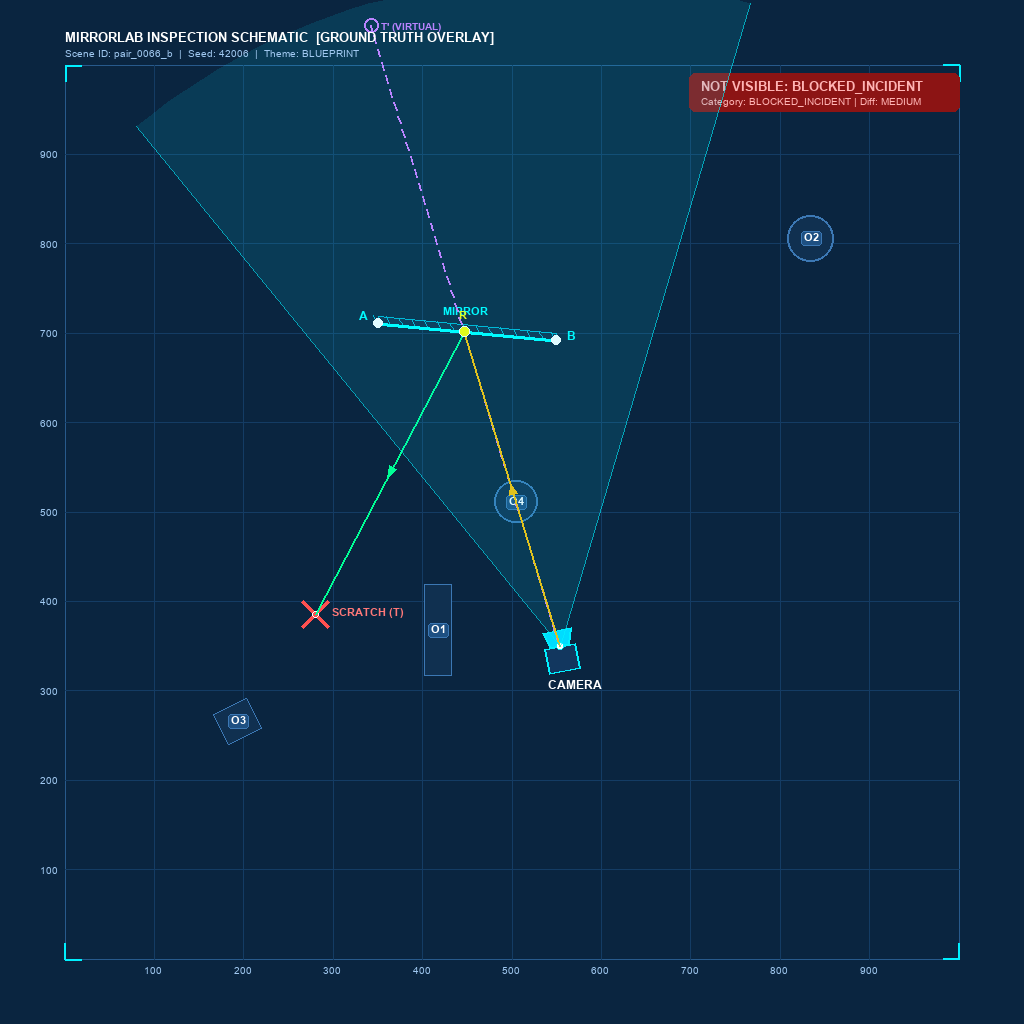 T' (VIRTUAL)
MIRRORLAB INSPECTION SCHEMATIC [GROUND TRUTH OVERLAY]
Scene ID: pair_0066_b | Seed: 42006 | Theme: BLUEPRINT
NOT VISIBLE: BLOCKED_INCIDENT
Category: BLOCKED_INCIDENT | Diff: MEDIUM
900
800
O2
MIRROR
A
R
B
700
600
500
O4
400
SCRATCH (T)
O1
CAMERA
300
O3
200
100
100 200 300 400 500 600 700 800 900